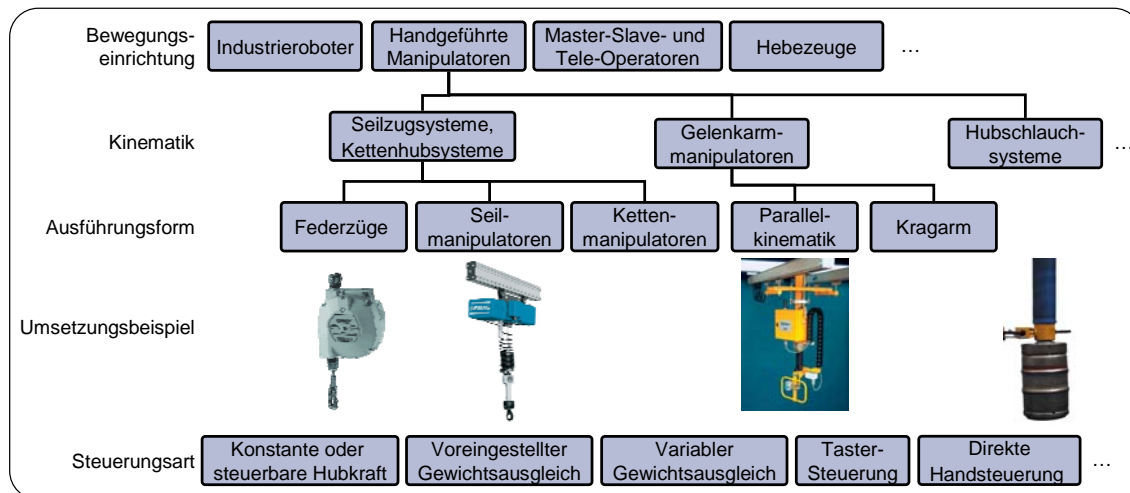 Bewegungs-
einrichtung
Industrieroboter
Handgeführte
Manipulatoren
Master-Slave- und
Tele-Operatoren
Hebezeuge
...
Kinematik
Seilzugsysteme,
Kettenhubsysteme
Gelenkarm-
manipulatoren
Hubschlauch-
systeme
...
Ausführungsform
Federzüge
Seil-
manipulatoren
Ketten-
manipulatoren
Parallel-
kinematik
Kragarm
Umsetzungsbeispiel
Steuerungsart
Konstante oder
steuerbare Hubkraft
Voreingestellter
Gewichtsausgleich
Variabler
Gewichtsausgleich
Taster-
Steuerung
Direkte
Handsteuerung
...